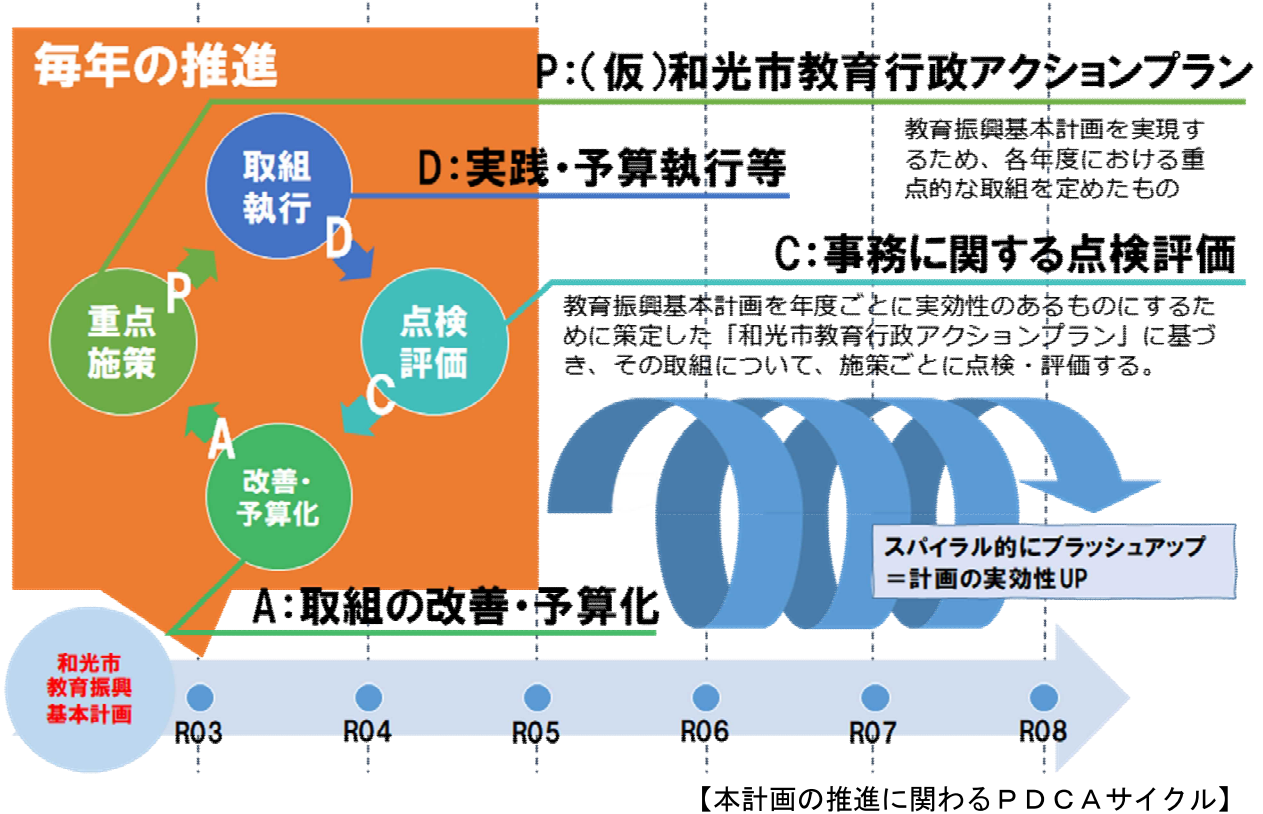 毎年の推進
P:(仮)和光市教育行政アクションプラン
教育振興基本計画を実現す
るため、各年度における重
点的な取組を定めたもの
取組
執行
D:実践・予算執行等
D
P
C:事務に関する点検評価
重点
施策
点検
評価
教育振興基本計画を年度ごとに実効性のあるものにするた
めに策定した「和光市教育行政アクションプラン」に基づ
き、その取組について、施策ごとに点検・評価する。
C
A
改善・
予算化
スパイラル的にブラッシュアップ
=計画の実効性UP
A:取組の改善・予算化
和光市
教育振興
基本計画
R03
R04
R05
R06
R07
R08
【本計画の推進に関わるPDCAサイクル】